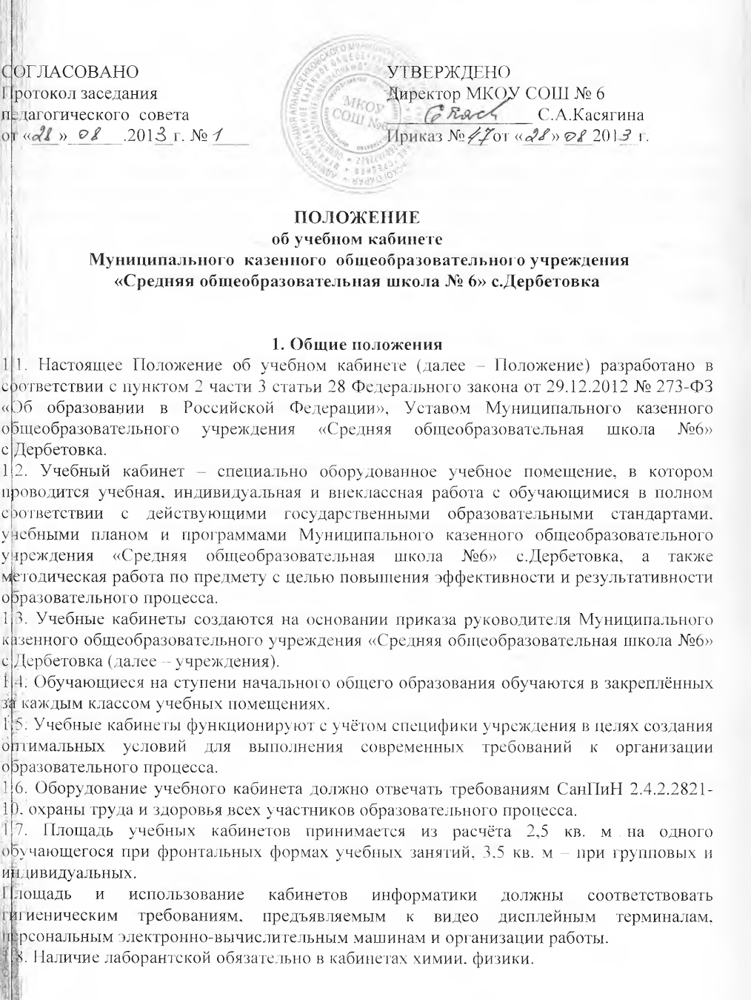 СОГЛАСОВАНО
Протокол заседания
педагогического совета
от «28» 08 .2013 г. № 1
УТВЕРЖДЕНО
Директор МКОУ СОШ № 6
С.А.Касягина
Приказ № 47 от «28» 08 2013 г.
МКОУ
СОШ №6
ПОЛОЖЕНИЕ
об учебном кабинете
Муниципального казенного общеобразовательного учреждения
«Средняя общеобразовательная школа № 6» с.Дербетовка
1. Общие положения
1.1. Настоящее Положение об учебном кабинете (далее – Положение) разработано в
соответствии с пунктом 2 части 3 статьи 28 Федерального закона от 29.12.2012 № 273-ФЗ
«Об образовании в Российской Федерации», Уставом Муниципального казенного
общеобразовательного учреждения «Средняя общеобразовательная школа №6»
с.Дербетовка.
1.2. Учебный кабинет – специально оборудованное учебное помещение, в котором
проводится учебная, индивидуальная и внеклассная работа с обучающимися в полном
соответствии с действующими государственными образовательными стандартами,
учебными планом и программами Муниципального казенного общеобразовательного
учреждения «Средняя общеобразовательная школа №6» с.Дербетовка, а также
методическая работа по предмету с целью повышения эффективности и результативности
образовательного процесса.
1.3. Учебные кабинеты создаются на основании приказа руководителя Муниципального
казенного общеобразовательного учреждения «Средняя общеобразовательная школа №6»
с.Дербетовка (далее – учреждения).
1.4. Обучающиеся на ступени начального общего образования обучаются в закреплённых
за каждым классом учебных помещениях.
1.5. Учебные кабинеты функционируют с учётом специфики учреждения в целях создания
оптимальных условий для выполнения современных требований к организации
образовательного процесса.
1.6. Оборудование учебного кабинета должно отвечать требованиям СанПиН 2.4.2.2821-
10, охраны труда и здоровья всех участников образовательного процесса.
1.7. Площадь учебных кабинетов принимается из расчёта 2,5 кв. м на одного
обучающегося при фронтальных формах учебных занятий, 3,5 кв. м – при групповых и
индивидуальных.
Площадь и использование кабинетов информатики должны соответствовать
гигиеническим требованиям, предъявляемым к видео дисплейным терминалам,
персональным электронно-вычислительным машинам и организации работы.
1.8. Наличие лаборантской обязательно в кабинетах химии, физики.